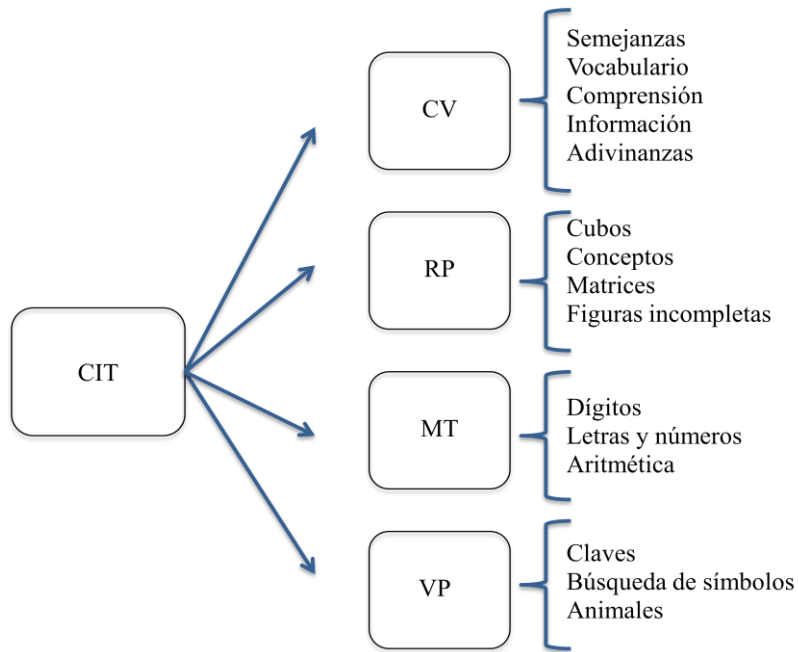 Semejanzas
Vocabulario
Comprensión
Información
Adivinanzas
CV
Cubos
Conceptos
Matrices
Figuras incompletas
RP
CIT
Dígitos
Letras y números
Aritmética
MT
Claves
Búsqueda de símbolos
Animales
VP